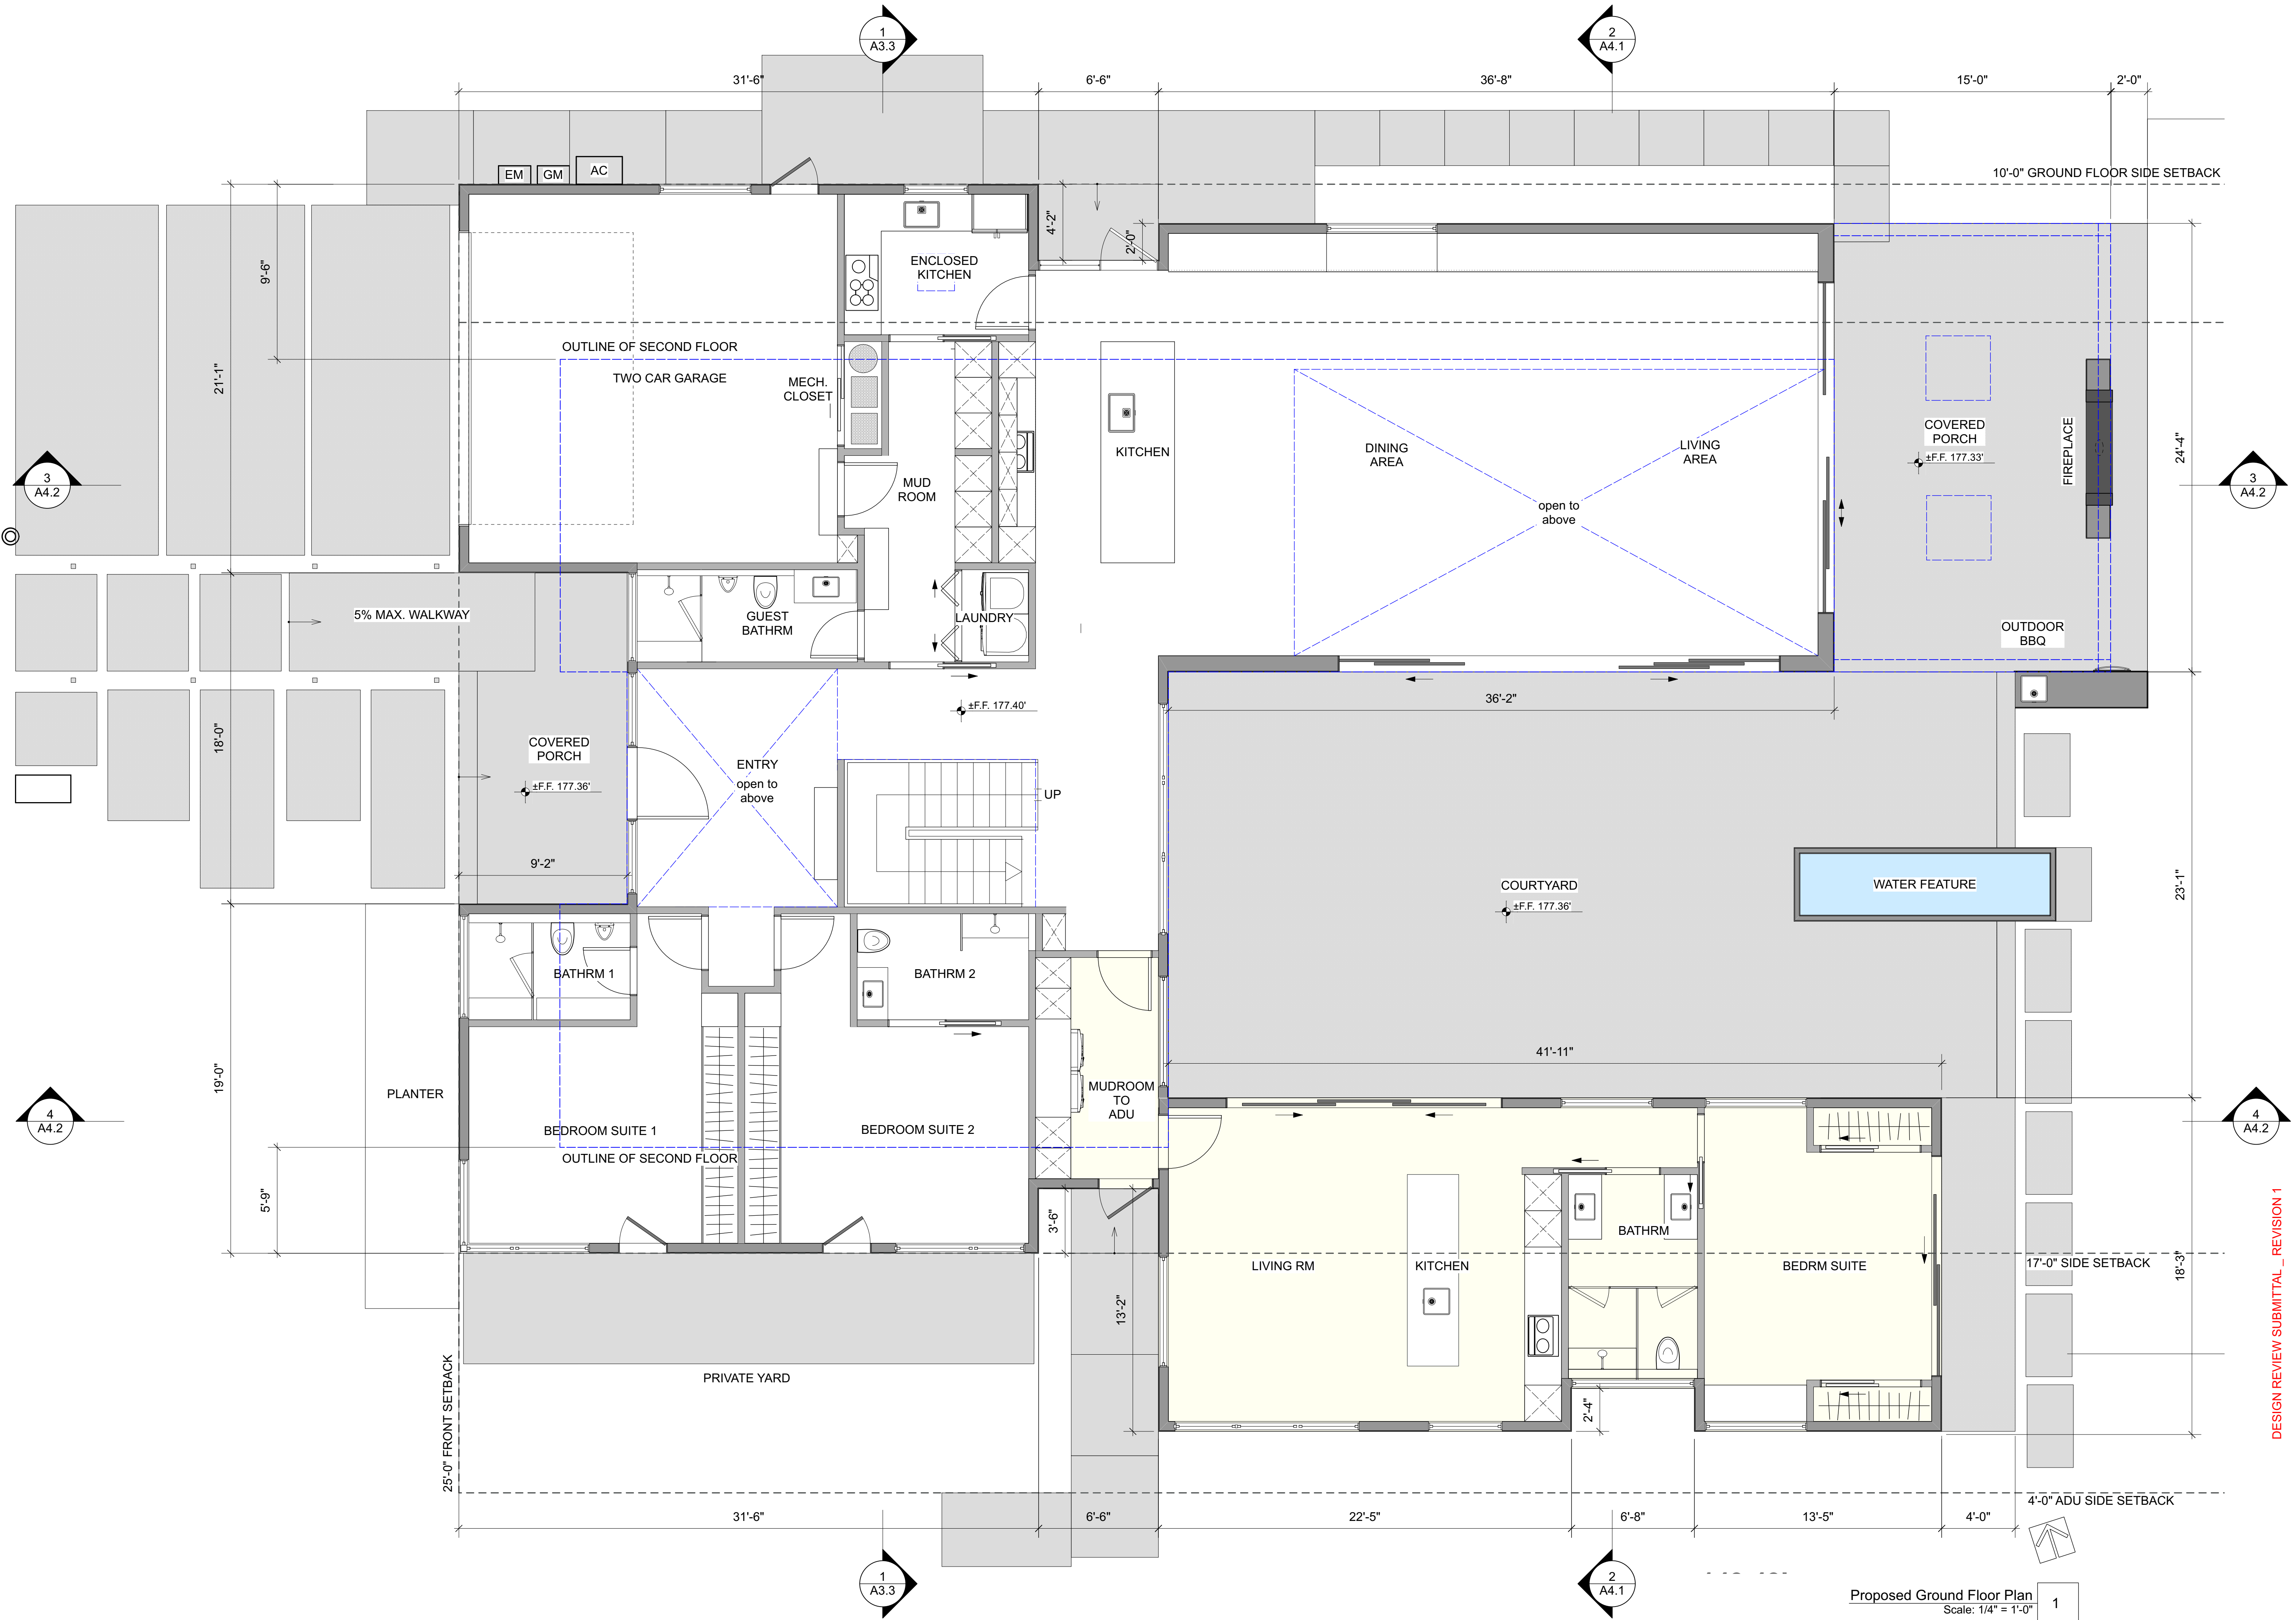 1
A3.3
2
A4.1
31'-6"
6'-6"
36'-8"
15'-0"
2'-0"
EM
GM
AC
10'-0" GROUND FLOOR SIDE SETBACK
4'-2"
2'-0"
9'-6"
ENCLOSED
KITCHEN
OUTLINE OF SECOND FLOOR
TWO CAR GARAGE
21'-1"
MECH.
CLOSET
KITCHEN
DINING
AREA
LIVING
AREA
COVERED
PORCH
±F.F. 177.33'
FIREPLACE
24'-4"
3
A4.2
3
A4.2
MUD
ROOM
open to
above
5% MAX. WALKWAY
GUEST
BATHRM
LAUNDRY
OUTDOOR
BBQ
±F.F. 177.40'
36'-2"
18'-0"
COVERED
PORCH
±F.F. 177.36'
ENTRY
open to
above
UP
9'-2"
COURTYARD
±F.F. 177.36'
WATER FEATURE
23'-1"
BATHRM 1
BATHRM 2
41'-11"
19'-0"
PLANTER
MUDROOM
TO
ADU
4
A4.2
4
A4.2
BEDROOM SUITE 1
BEDROOM SUITE 2
OUTLINE OF SECOND FLOOR
5'-9"
3'-6"
BATHRM
LIVING RM
KITCHEN
BEDRM SUITE
17'-0" SIDE SETBACK
18'-3"
13'-2"
PRIVATE YARD
25'-0" FRONT SETBACK
2'-4"
DESIGN REVIEW SUBMITTAL _ REVISION 1
4'-0" ADU SIDE SETBACK
31'-6"
6'-6"
22'-5"
6'-8"
13'-5"
4'-0"
1
A3.3
2
A4.1
Proposed Ground Floor Plan
1
Scale: 1/4" = 1'-0"